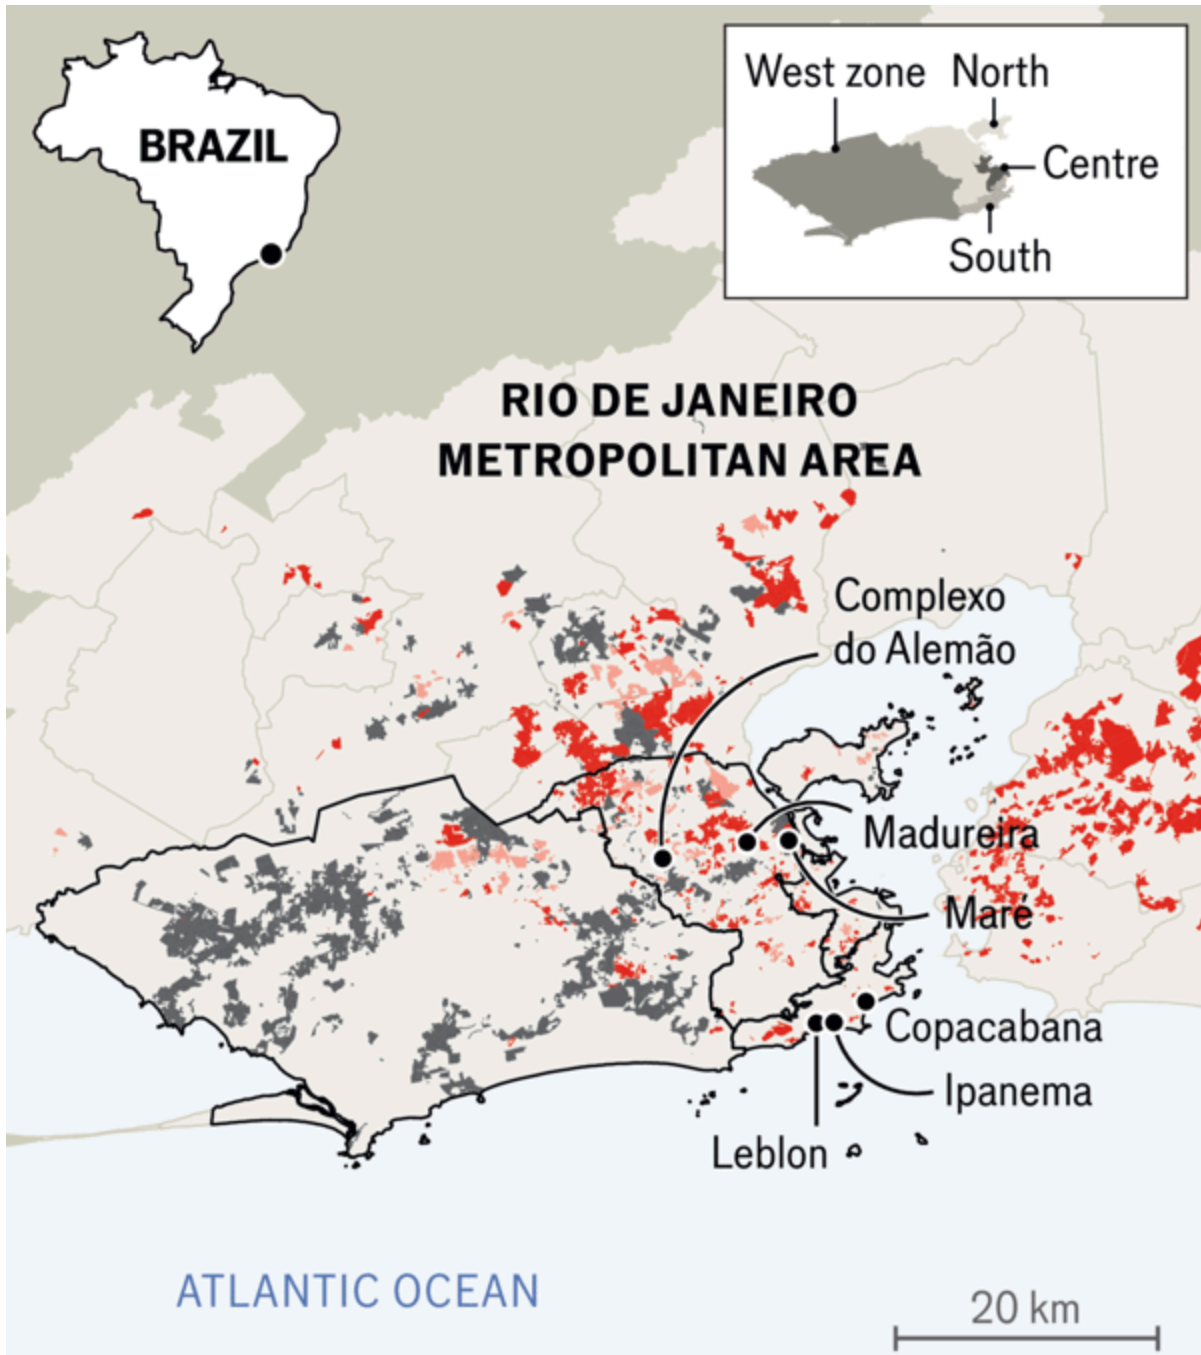 BRAZIL
West zone
North
Centre
South
RIO DE JANEIRO
METROPOLITAN AREA
Complexo
do Alemão
Madureira
Maré
Copacabana
Ipanema
Leblon
ATLANTIC OCEAN
20 km